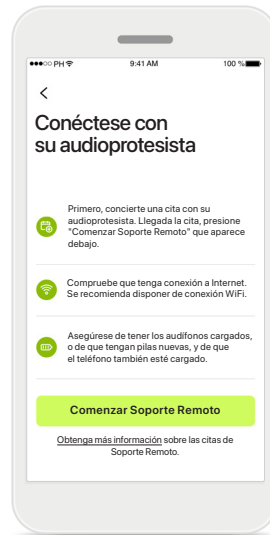 ●●●○○ PH 9:41 AM 100 %
Conéctese con
su audioprotesista
Primero, concierte una cita con su
audioprotesista. Llegada la cita, presione
"Comenzar Soporte Remoto" que aparece
debajo.
Compruebe que tenga conexión a Internet.
Se recomienda disponer de conexión WiFi.
Asegúrese de tener los audífonos cargados,
o de que tengan pilas nuevas, y de que
el teléfono también esté cargado.
Comenzar Soporte Remoto
Obtenga más información sobre las citas de
Soporte Remoto.